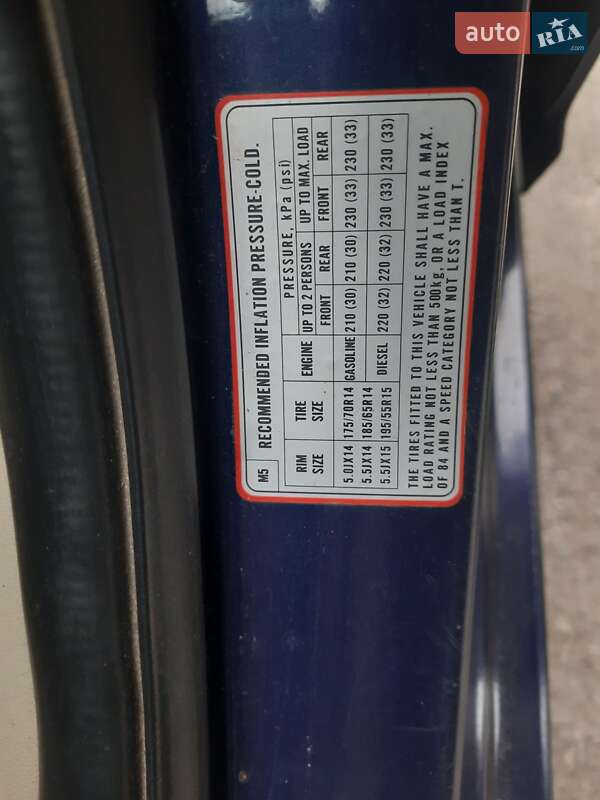 auto RIA .com
M5 RECOMMENDED INFLATION PRESSURE-COLD.
RIM SIZE TIRE SIZE ENGINE PRESSURE, kPa (psi)
UP TO 2 PERSONS UP TO MAX. LOAD
FRONT REAR FRONT REAR
5.0JX14 175/70R14 GASOLINE 210 (30) 210 (30) 230 (33) 230 (33)
5.5JX14 185/65R14
5.5JX15 195/55R15 DIESEL 220 (32) 220 (32) 230 (33) 230 (33)
THE TIRES FITTED TO THIS VEHICLE SHALL HAVE A MAX.
LOAD RATING NOT LESS THAN 500kg, OR A LOAD INDEX
OF 84 AND A SPEED CATEGORY NOT LESS THAN T.